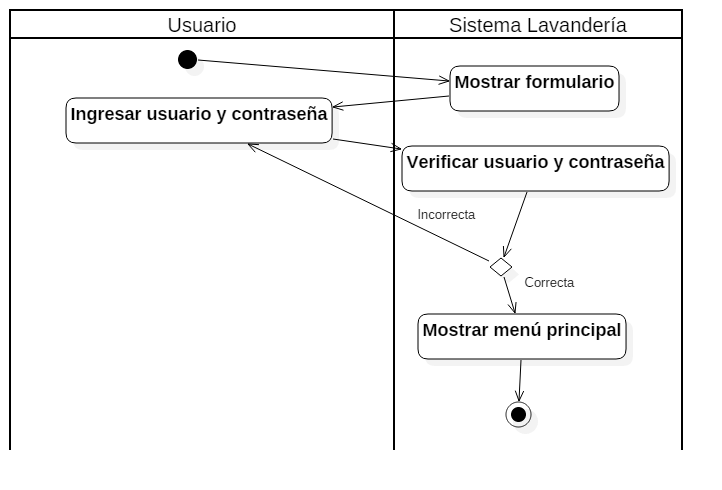 Usuario
Sistema Lavandería
Mostrar formulario
Ingresar usuario y contraseña
Verificar usuario y contraseña
Incorrecta
Correcta
Mostrar menú principal